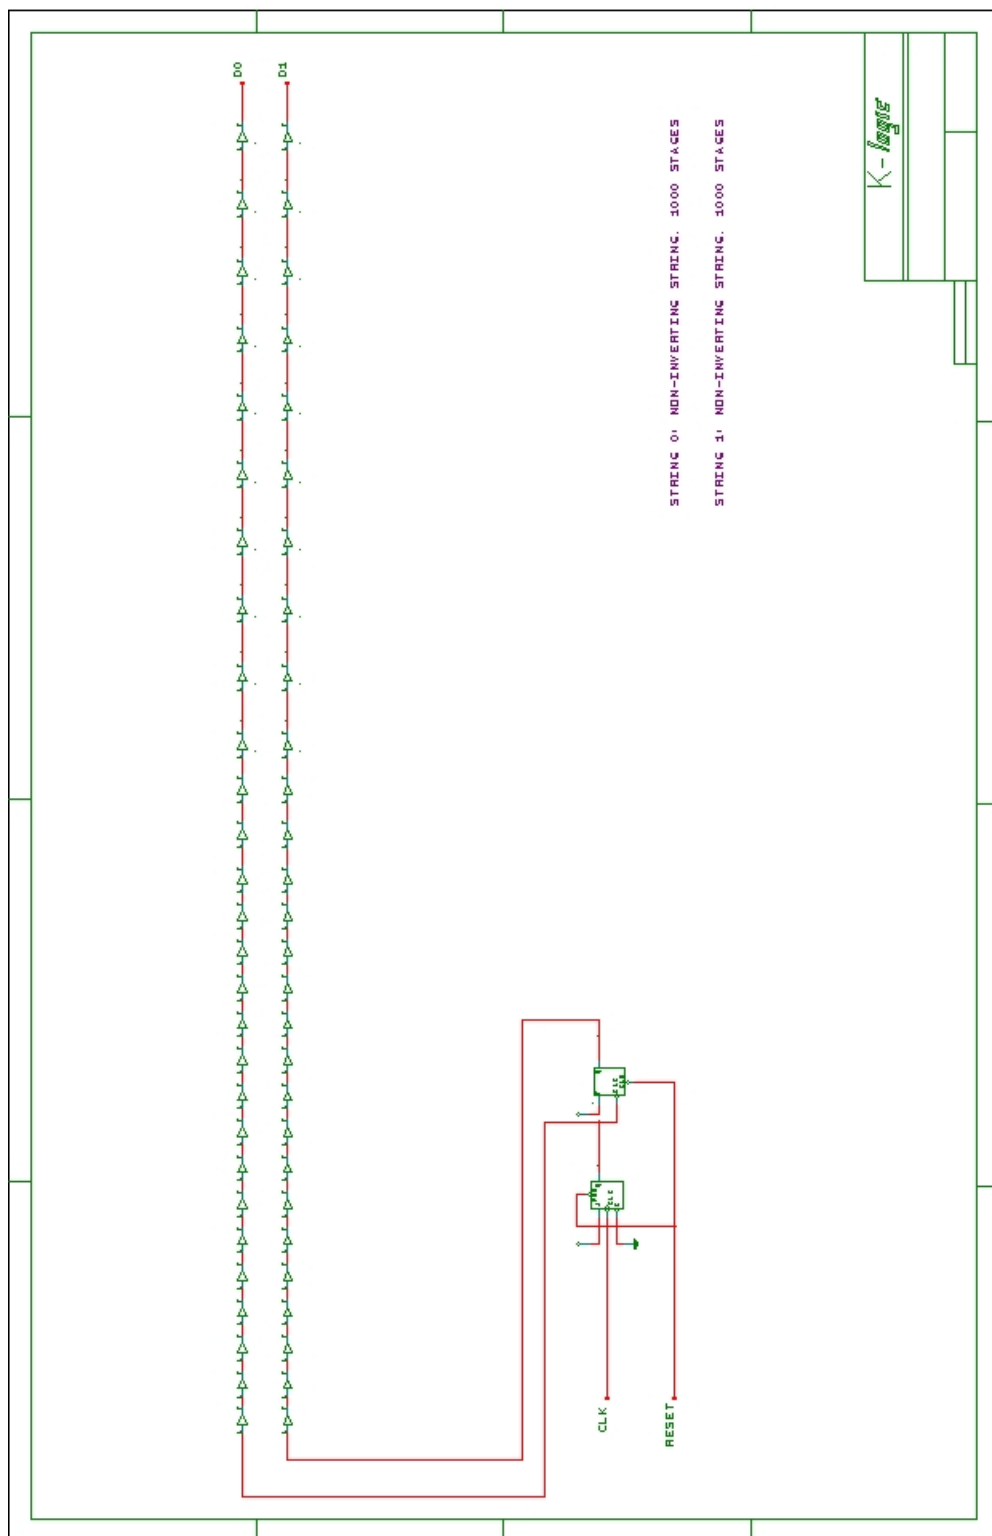 D0
D1
STRING 0: NON-INVERTING STRING. 1000 STAGES
STRING 1: NON-INVERTING STRING. 1000 STAGES
K-logic
CLK
RESET